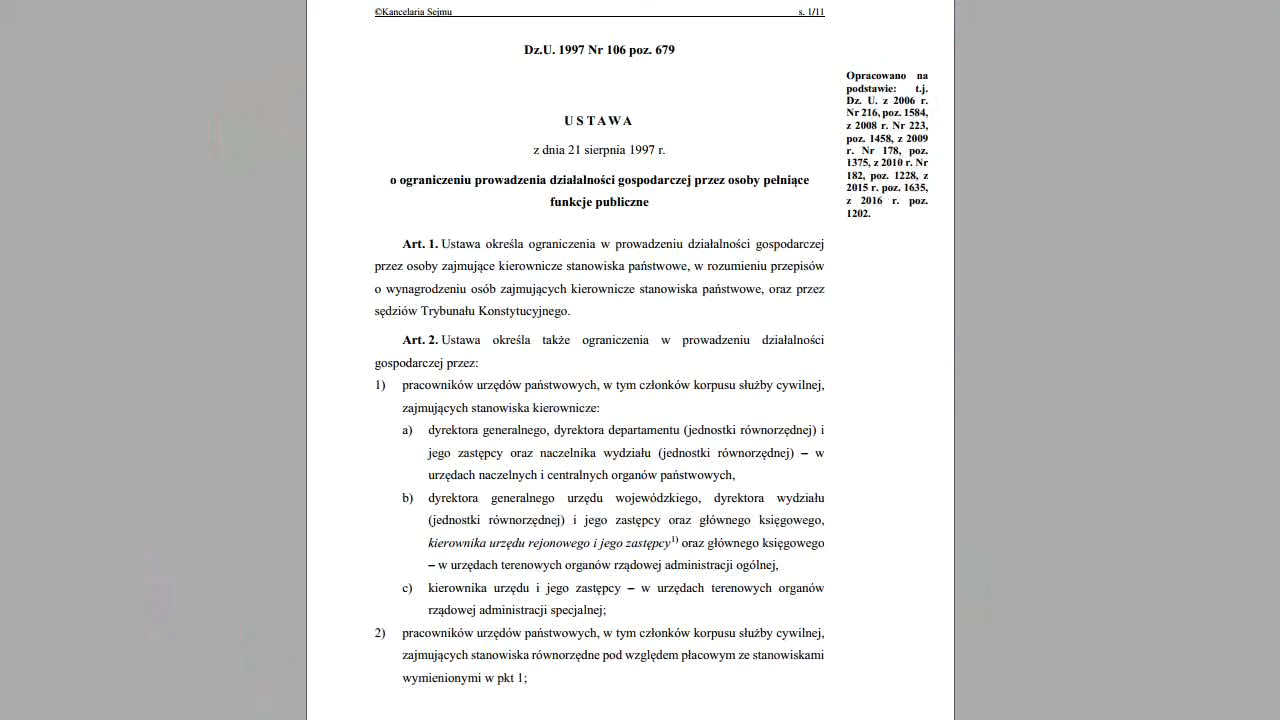 ©Kancelaria Sejmu s. 1/11
Dz.U. 1997 Nr 106 poz. 679
Opracowano na
podstawie: t.j.
Dz. U. z 2006 r.
Nr 216, poz. 1584,
z 2008 r. Nr 223,
poz. 1458, z 2009
r. Nr 178, poz.
1375, z 2010 r. Nr
182, poz. 1228, z
2015 r. poz. 1635,
z 2016 r. poz.
1202.
USTAWA
z dnia 21 sierpnia 1997 r.
o ograniczeniu prowadzenia działalności gospodarczej przez osoby pełniące
funkcje publiczne
Art. 1. Ustawa określa ograniczenia w prowadzeniu działalności gospodarczej
przez osoby zajmujące kierownicze stanowiska państwowe, w rozumieniu przepisów
o wynagrodzeniu osób zajmujących kierownicze stanowiska państwowe, oraz przez
sędziów Trybunału Konstytucyjnego.
Art. 2. Ustawa określa także ograniczenia w prowadzeniu działalności
gospodarczej przez:
1) pracowników urzędów państwowych, w tym członków korpusu służby cywilnej,
zajmujących stanowiska kierownicze:
a) dyrektora generalnego, dyrektora departamentu (jednostki równorzędnej) i
jego zastępcy oraz naczelnika wydziału (jednostki równorzędnej) – w
urzędach naczelnych i centralnych organów państwowych,
b) dyrektora generalnego urzędu wojewódzkiego, dyrektora wydziału
(jednostki równorzędnej) i jego zastępcy oraz głównego księgowego,
kierownika urzędu rejonowego i jego zastępcy1) oraz głównego księgowego
– w urzędach terenowych organów rządowej administracji ogólnej,
c) kierownika urzędu i jego zastępcy – w urzędach terenowych organów
rządowej administracji specjalnej;
2) pracowników urzędów państwowych, w tym członków korpusu służby cywilnej,
zajmujących stanowiska równorzędne pod względem płacowym ze stanowiskami
wymienionymi w pkt 1;